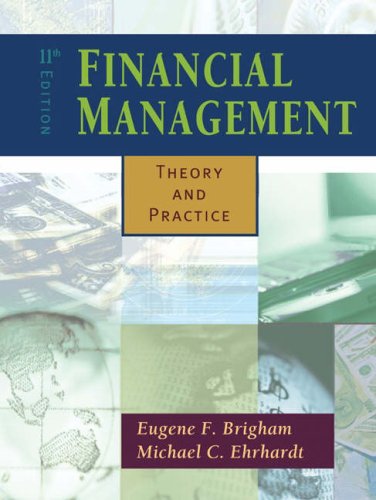 11th EDITION
FINANCIAL
MANAGEMENT
THEORY
AND
PRACTICE
Eugene F. Brigham
Michael C. Ehrhardt